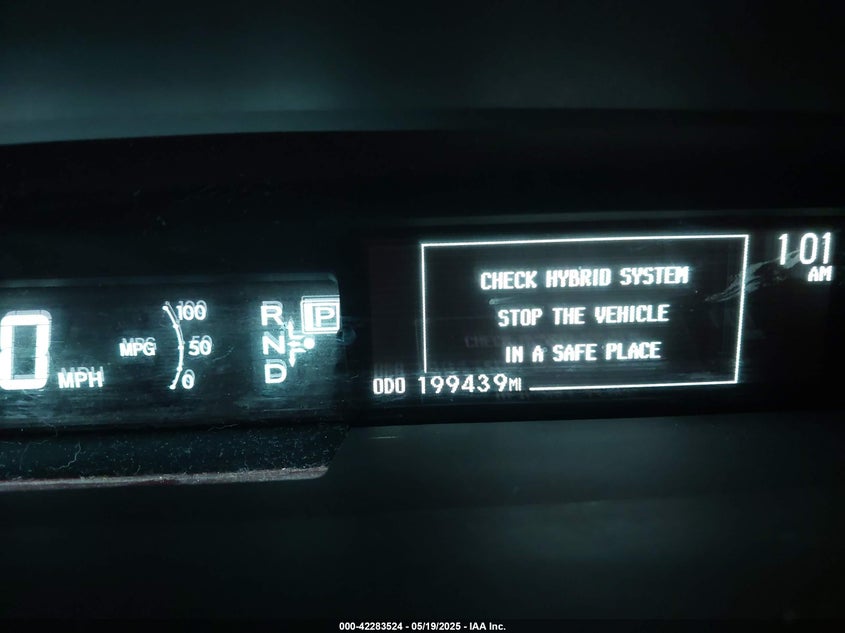 0 MPH
MPG
100
50
0
R P
N
D
CHECK HYBRID SYSTEM
STOP THE VEHICLE
IN A SAFE PLACE
ODO 199439MI
1:01
AM
000-42283524 - 05/19/2025 - IAA Inc.